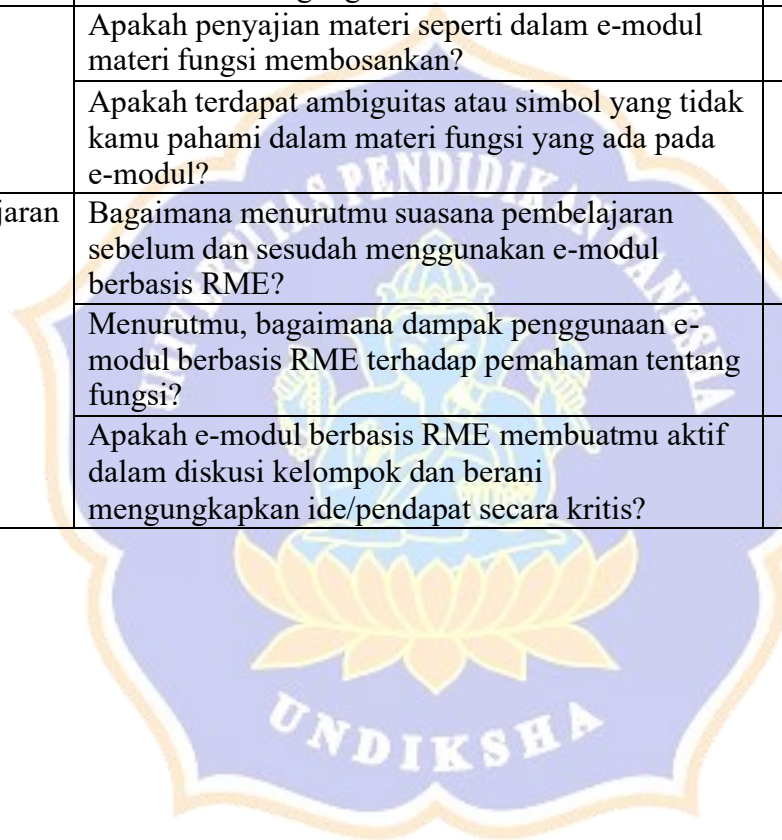 Apakah penyajian materi seperti dalam e-modul
materi fungsi membosankan?
Apakah terdapat ambiguitas atau simbol yang tidak
kamu pahami dalam materi fungsi yang ada pada
e-modul?
jaran
Bagaimana menurutmu suasana pembelajaran
sebelum dan sesudah menggunakan e-modul
berbasis RME?
Menurutmu, bagaimana dampak penggunaan e-
modul berbasis RME terhadap pemahaman tentang
fungsi?
Apakah e-modul berbasis RME membuatmu aktif
dalam diskusi kelompok dan berani
mengungkapkan ide/pendapat secara kritis?
UNIVERSITAS PENDIDIKAN GANESHA
UNDIKSHA